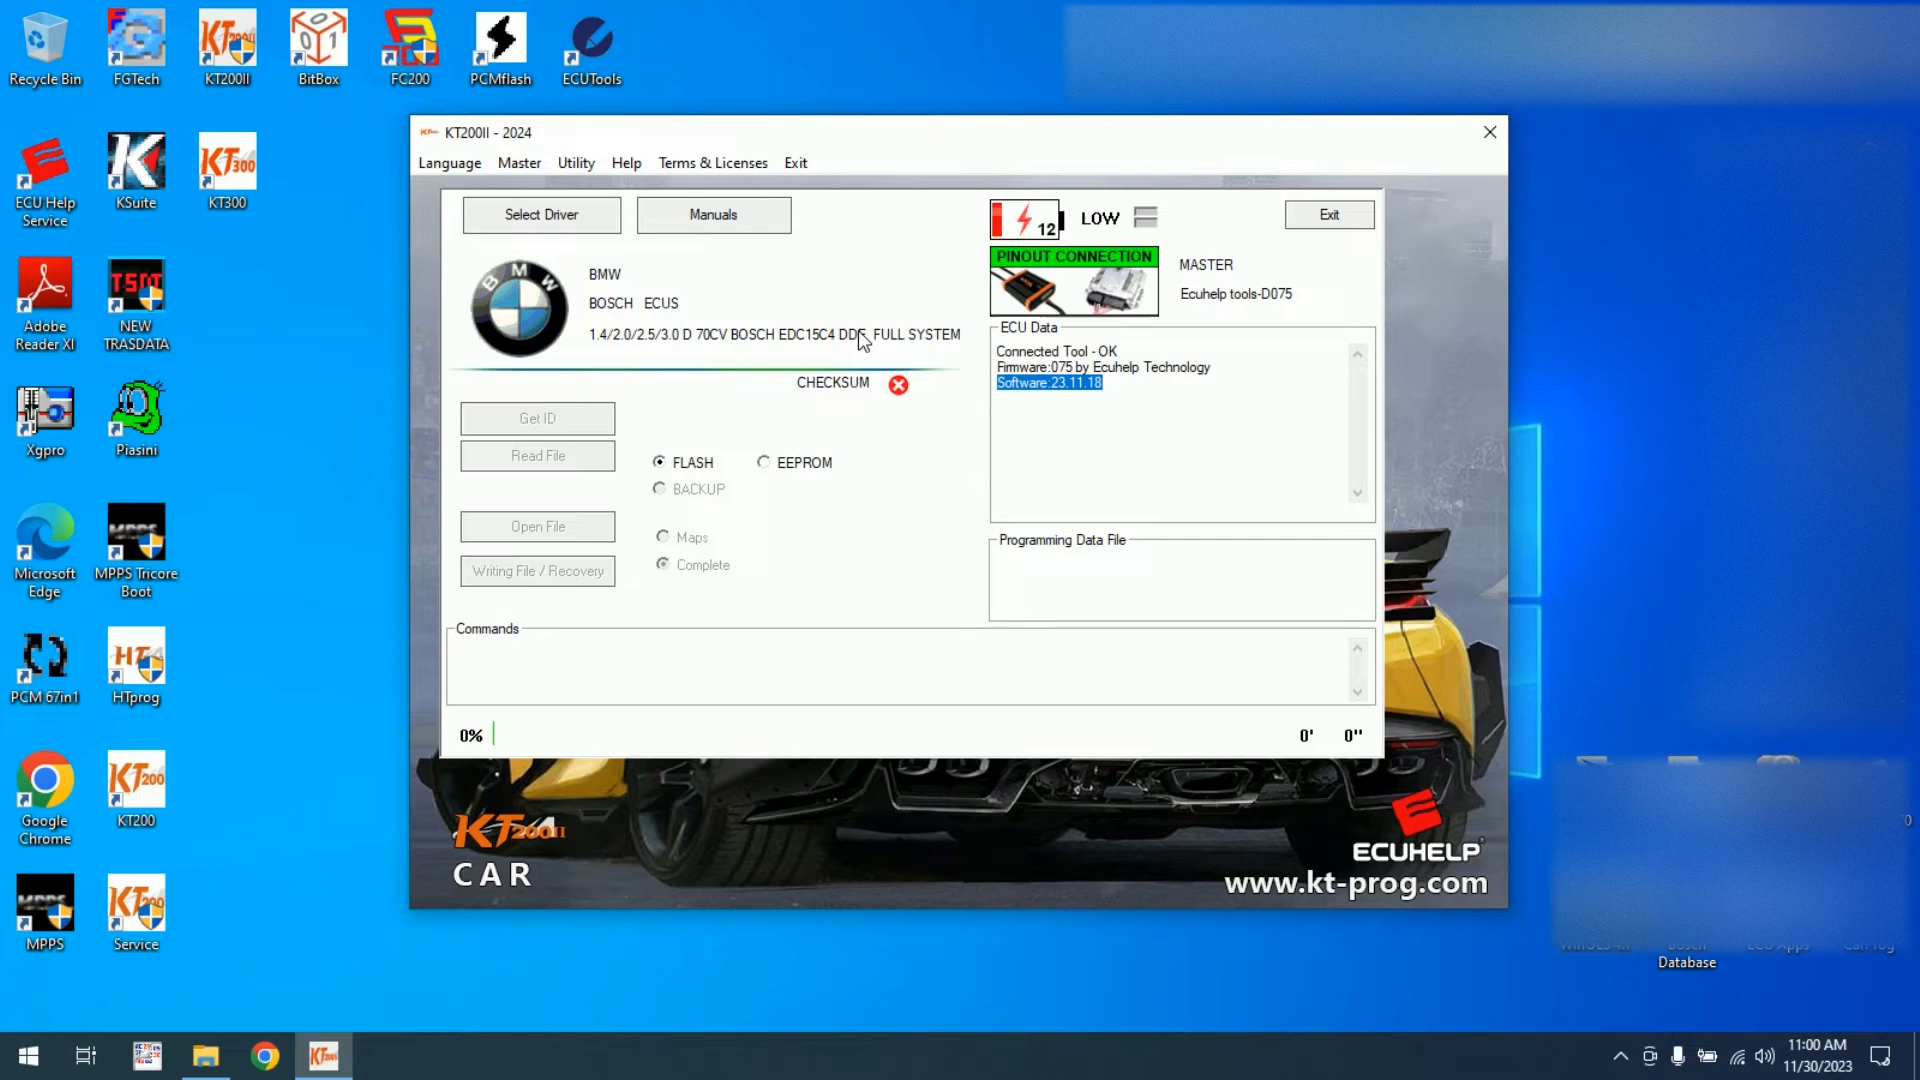 Recycle Bin
FGTech
KT200II
BitBox
FC200
PCMflash
ECUTools
ECU Help
Service
KSuite
KT300
Adobe
Reader XI
NEW
TRASDATA
Xgpro
Piasini
Microsoft
Edge
MPPS Tricore
Boot
PCM 67in1
HTprog
Google
Chrome
KT200
MPPS
Service
KT200II - 2024
Language Master Utility Help Terms & Licenses Exit
Select Driver
Manuals
12 LOW
Exit
PINOUT CONNECTION
MASTER
Ecuhelp tools-D075
BMW
BOSCH ECUS
1.4/2.0/2.5/3.0 D 70CV BOSCH EDC15C4 FULL SYSTEM
CHECKSUM
ECU Data
Connected Tool - OK
Firmware:075 by Ecuhelp Technology
Software:23.11.18
Get ID
Read File
FLASH
EEPROM
BACKUP
Open File
Maps
Writing File / Recovery
Complete
Programming Data File
Commands
0%
0' 0''
KT200II
CAR
ECUHELP
www.kt-prog.com
Database
11:00 AM
11/30/2023